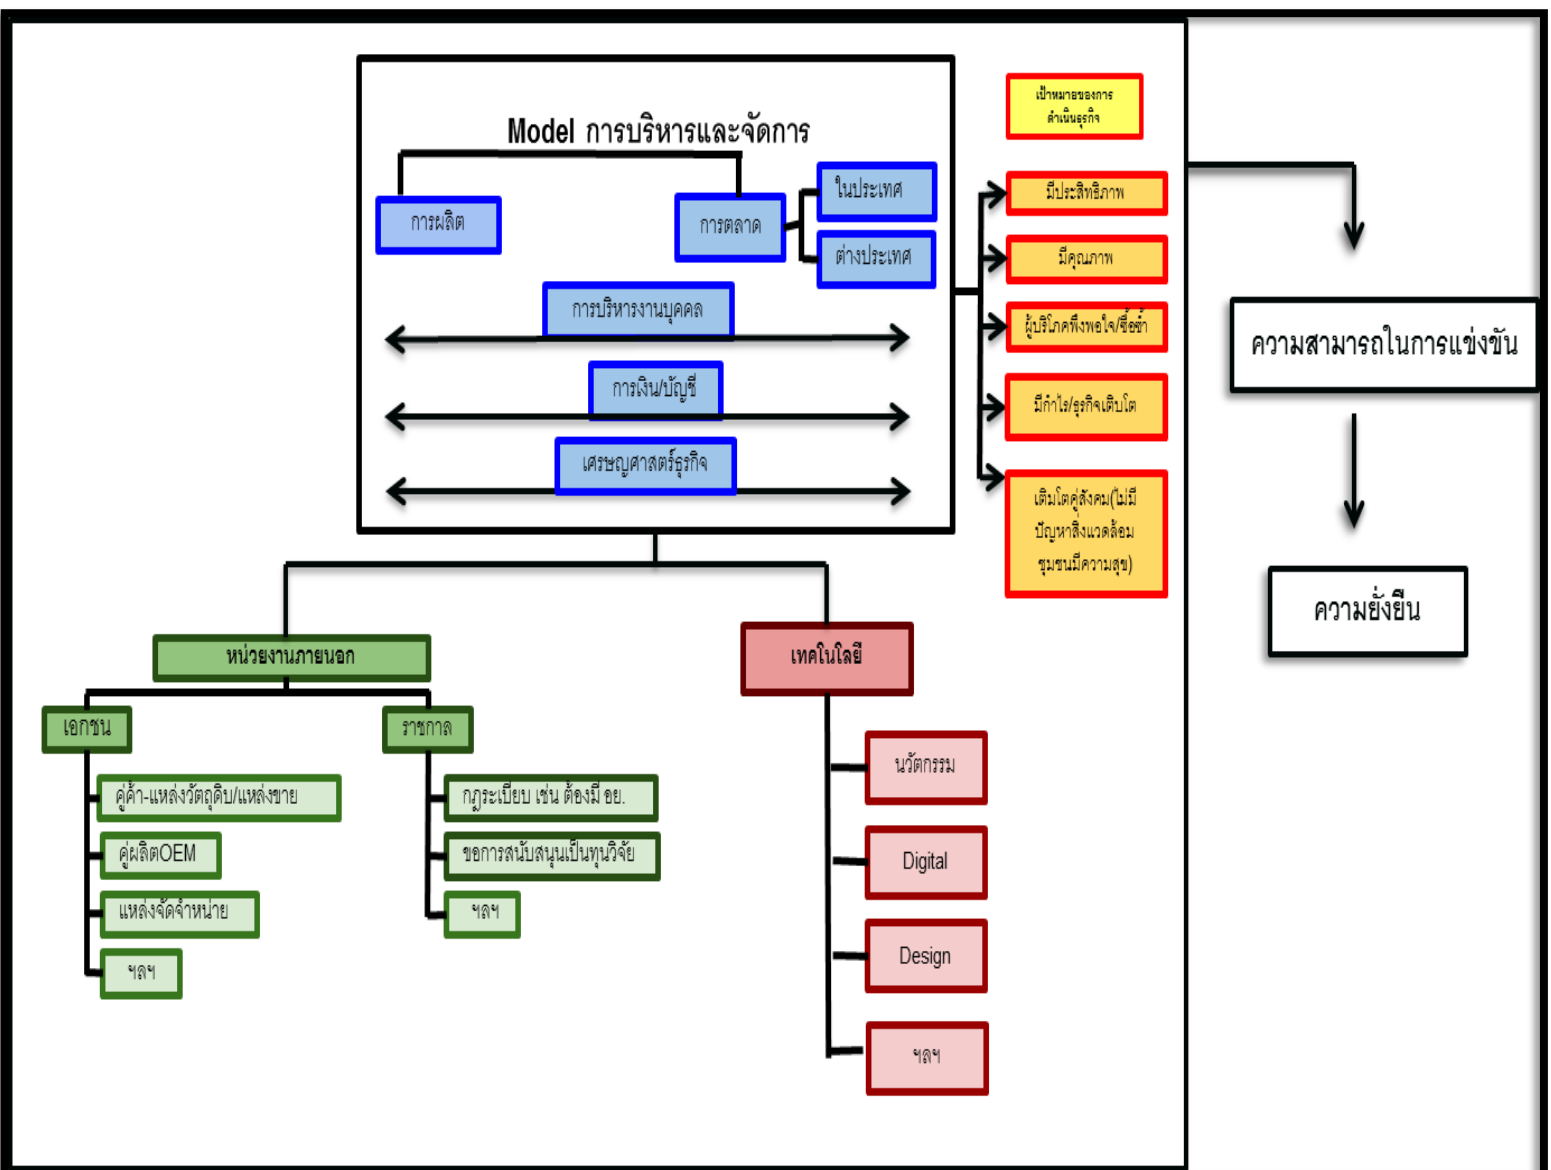 Model การบริหารและจัดการ
การผลิต
การตลาด
ในประเทศ
ต่างประเทศ
การบริหารงานบุคคล
การเงิน/บัญชี
เศรษญศาสตร์ธุรกิจ
เป้าหมายของการ
ดำเนินธุรกิจ
มีประสิทธิภาพ
มีคุณภาพ
ผู้บริโภคพึงพอใจ/ซื้อซ้ำ
มีกำไร/ธุรกิจเติบโต
เติมโตคู่สังคม(ไม่มี
ปัญหาสิ่งแวดล้อม
ชุมชนมีความสุข)
ความสามารถในการแข่งขัน
ความยั่งยืน
หน่วยงานภายนอก
เอกชน
คู่ค้า-แหล่งวัตถุดิบ/แหล่งขาย
คู่ผลิตOEM
แหล่งจัดจำหน่าย
ฯลฯ
ราชกาล
กฎระเบียบ เช่น ต้องมี อย.
ขอการสนับสนุนเป็นทุนวิจัย
ฯลฯ
เทคโนโลยี
นวัตกรรม
Digital
Design
ฯลฯ